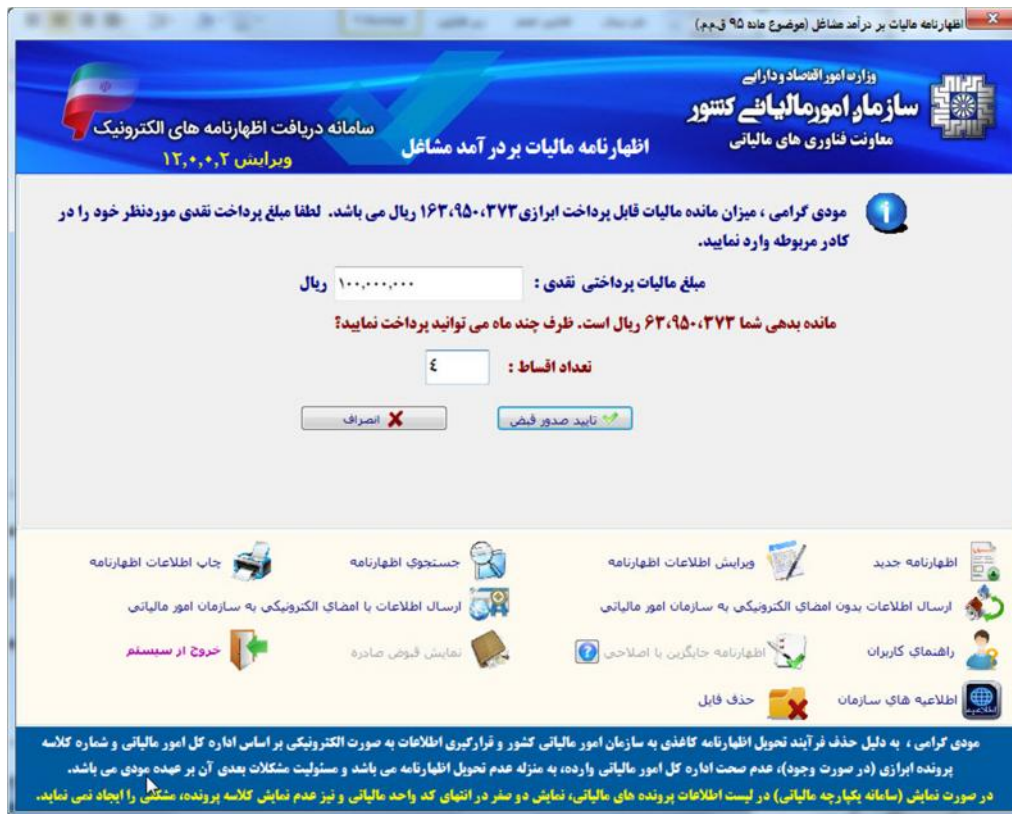 اظهارنامه مالیات بر درآمد مشاغل (موضوع ماده ۹۵ ق.م.م)
وزارت امور اقتصاد و دارایی
سازمان امور مالیاتی کشور
معاونت فناوری های مالیاتی
اظهارنامه مالیات بر در آمد مشاغل
سامانه دریافت اظهارنامه های الکترونیک
ویرایش ۱۲,۰,۰,۲
مودی گرامی ، میزان مانده مالیات قابل پرداخت ابرازی ۱۶۳،۹۵۰،۳۷۳ ریال می باشد. لطفا مبلغ پرداخت نقدی موردنظر خود را در
کادر مربوطه وارد نمایید.
مبلغ مالیات پرداختی نقدی : ۱۰۰,۰۰۰,۰۰۰ ریال
مانده بدهی شما ۶۳،۹۵۰،۳۷۳ ریال است. ظرف چند ماه می توانید پرداخت نمایید؟
تعداد اقساط : ٤
تایید صدور قبض انصراف
اظهارنامه جدید ویرایش اطلاعات اظهارنامه جستجوي اظهارنامه چاپ اطلاعات اظهارنامه
ارسال اطلاعات بدون امضاي الکترونیکی به سازمان امور مالیاتی ارسال اطلاعات با امضاي الکترونیکی به سازمان امور مالیاتی
راهنماي کاربران اظهارنامه جایگزین یا اصلاحی نمایش قبوض صادره خروج از سیستم
اطلاعیه هاي سازمان حذف فایل
مودی گرامی ، به دلیل حذف فرآیند تحویل اظهارنامه کاغذی به سازمان امور مالیاتی کشور و قرارگیری اطلاعات به صورت الکترونیکی بر اساس اداره کل امور مالیاتی و شماره کلاسه
پرونده ابرازی (در صورت وجود)، عدم صحت اداره کل امور مالیاتی وارده، به منزله عدم تحویل اظهارنامه می باشد و مسئولیت مشکلات بعدی آن بر عهده مودی می باشد.
در صورت نمایش (سامانه یکپارچه مالیاتی) در لیست اطلاعات پرونده های مالیاتی، نمایش دو صفر در انتهای کد واحد مالیاتی و نیز عدم نمایش کلاسه پرونده، مشکلی را ایجاد نمی نماید.